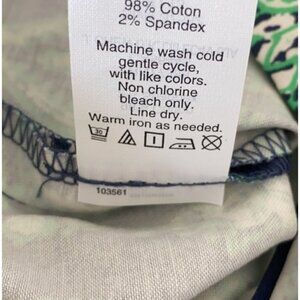 98% Coton
2% Spandex
Machine wash cold
gentle cycle,
with like colors.
Non chlorine
bleach only.
Line dry.
Warm iron as needed.
30
103561